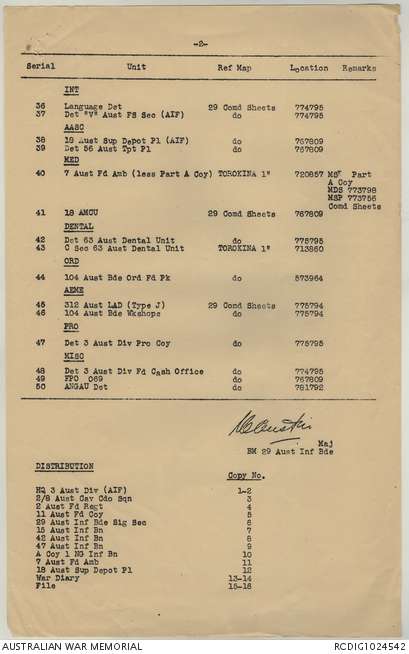 -2-
Serial Unit Ref Map Location Remarks
INT
36 Language Det 29 Comd Sheets 774795
37 Det "V" Aust FS Sec (AIF) do 774795
AASC
38 18 Aust Sup Depot Pl (AIF) do 767809
39 Det 56 Aust Tpt Pl do 767809
MED
40 7 Aust Fd Amb (less Part A Coy) TOROKINA 1" 720857 Part
A Coy
MDS 773798
MSP 773756
Comd Sheets
41 18 AMCU 29 Comd Sheets 767809
DENTAL
42 Det 63 Aust Dental Unit do 775795
43 C Sec 63 Aust Dental Unit TOROKINA 1" 713860
ORD
44 104 Aust Bde Ord Fd Pk do 573964
AEME
45 312 Aust LAD (Type J) 29 Comd Sheets 775794
46 104 Aust Bde Wkshops do 775794
PRO
47 Det 3 Aust Div Pro Coy do 775795
MISC
48 Det 3 Aust Div Fd Cash Office do 774795
49 FPO 069 do 767809
50 ANGAU Det do 781792
Maj
BM 29 Aust Inf Bde
DISTRIBUTION
Copy No.
HQ 3 Aust Div (AIF) 1-2
2/8 Aust Cav Cdo Sqn 3
2 Aust Fd Regt 4
11 Aust Fd Coy 5
29 Aust Inf Bde Sig Sec 6
15 Aust Inf Bn 7
42 Aust Inf Bn 8
47 Aust Inf Bn 9
A Coy 1 NG Inf Bn 10
7 Aust Fd Amb 11
18 Aust Sup Depot Pl 12
War Diary 13-14
File 15-18
AUSTRALIAN WAR MEMORIAL RCDIG1024542